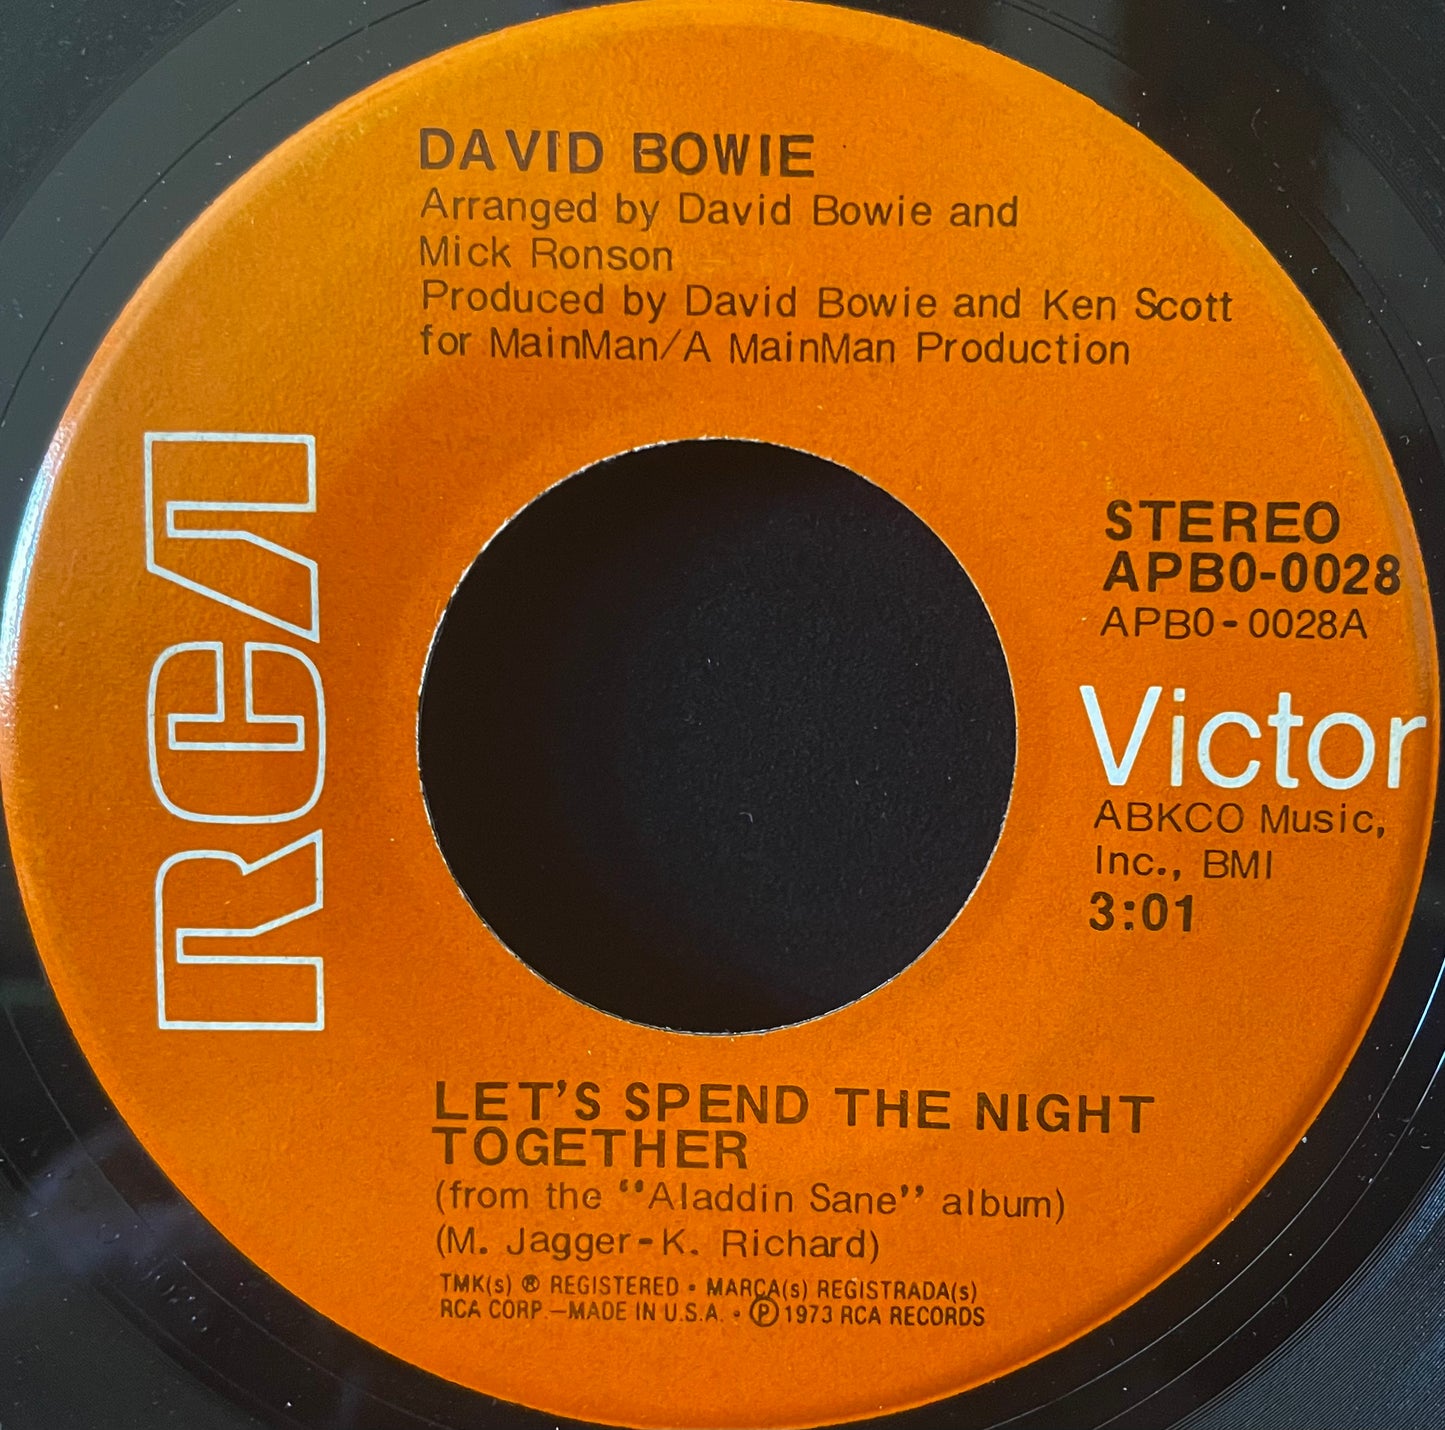 DAVID BOWIE
Arranged by David Bowie and
Mick Ronson
Produced by David Bowie and Ken Scott
for MainMan/A MainMan Production
RCA
STEREO
APB0-0028
APB0-0028A
Victor
ABKCO Music,
Inc., BMI
3:01
LET'S SPEND THE NIGHT
TOGETHER
(from the "Aladdin Sane" album)
(M. Jagger-K. Richard)
TMK(s) ® REGISTERED • MARCA(s) REGISTRADA(s)
RCA CORP.—MADE IN U.S.A. • ℗ 1973 RCA RECORDS